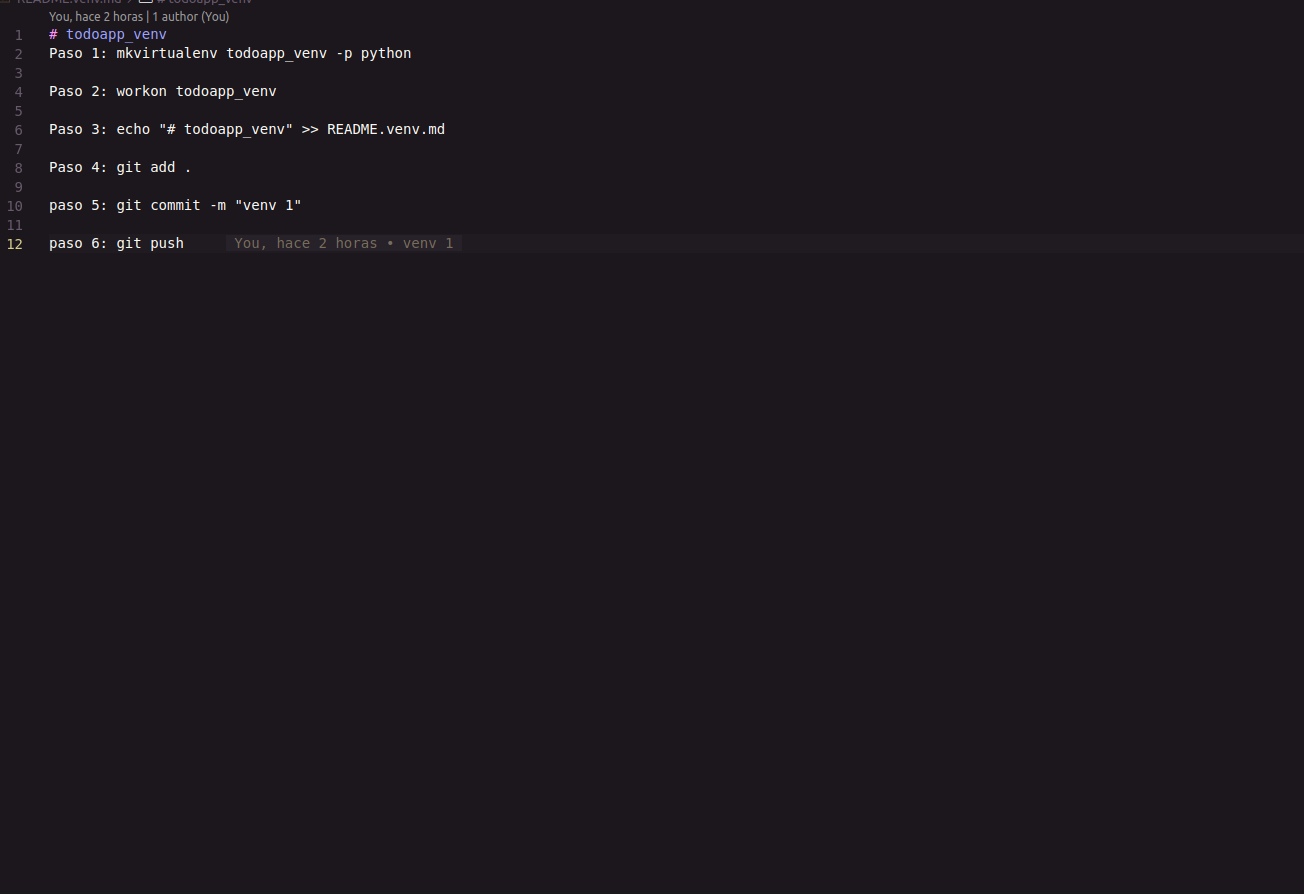 README.venv.md > # todoapp_venv
You, hace 2 horas | 1 author (You)
1 # todoapp_venv
2 Paso 1: mkvirtualenv todoapp_venv -p python
3
4 Paso 2: workon todoapp_venv
5
6 Paso 3: echo "# todoapp_venv" >> README.venv.md
7
8 Paso 4: git add .
9
10 paso 5: git commit -m "venv 1"
11
12 paso 6: git push You, hace 2 horas • venv 1